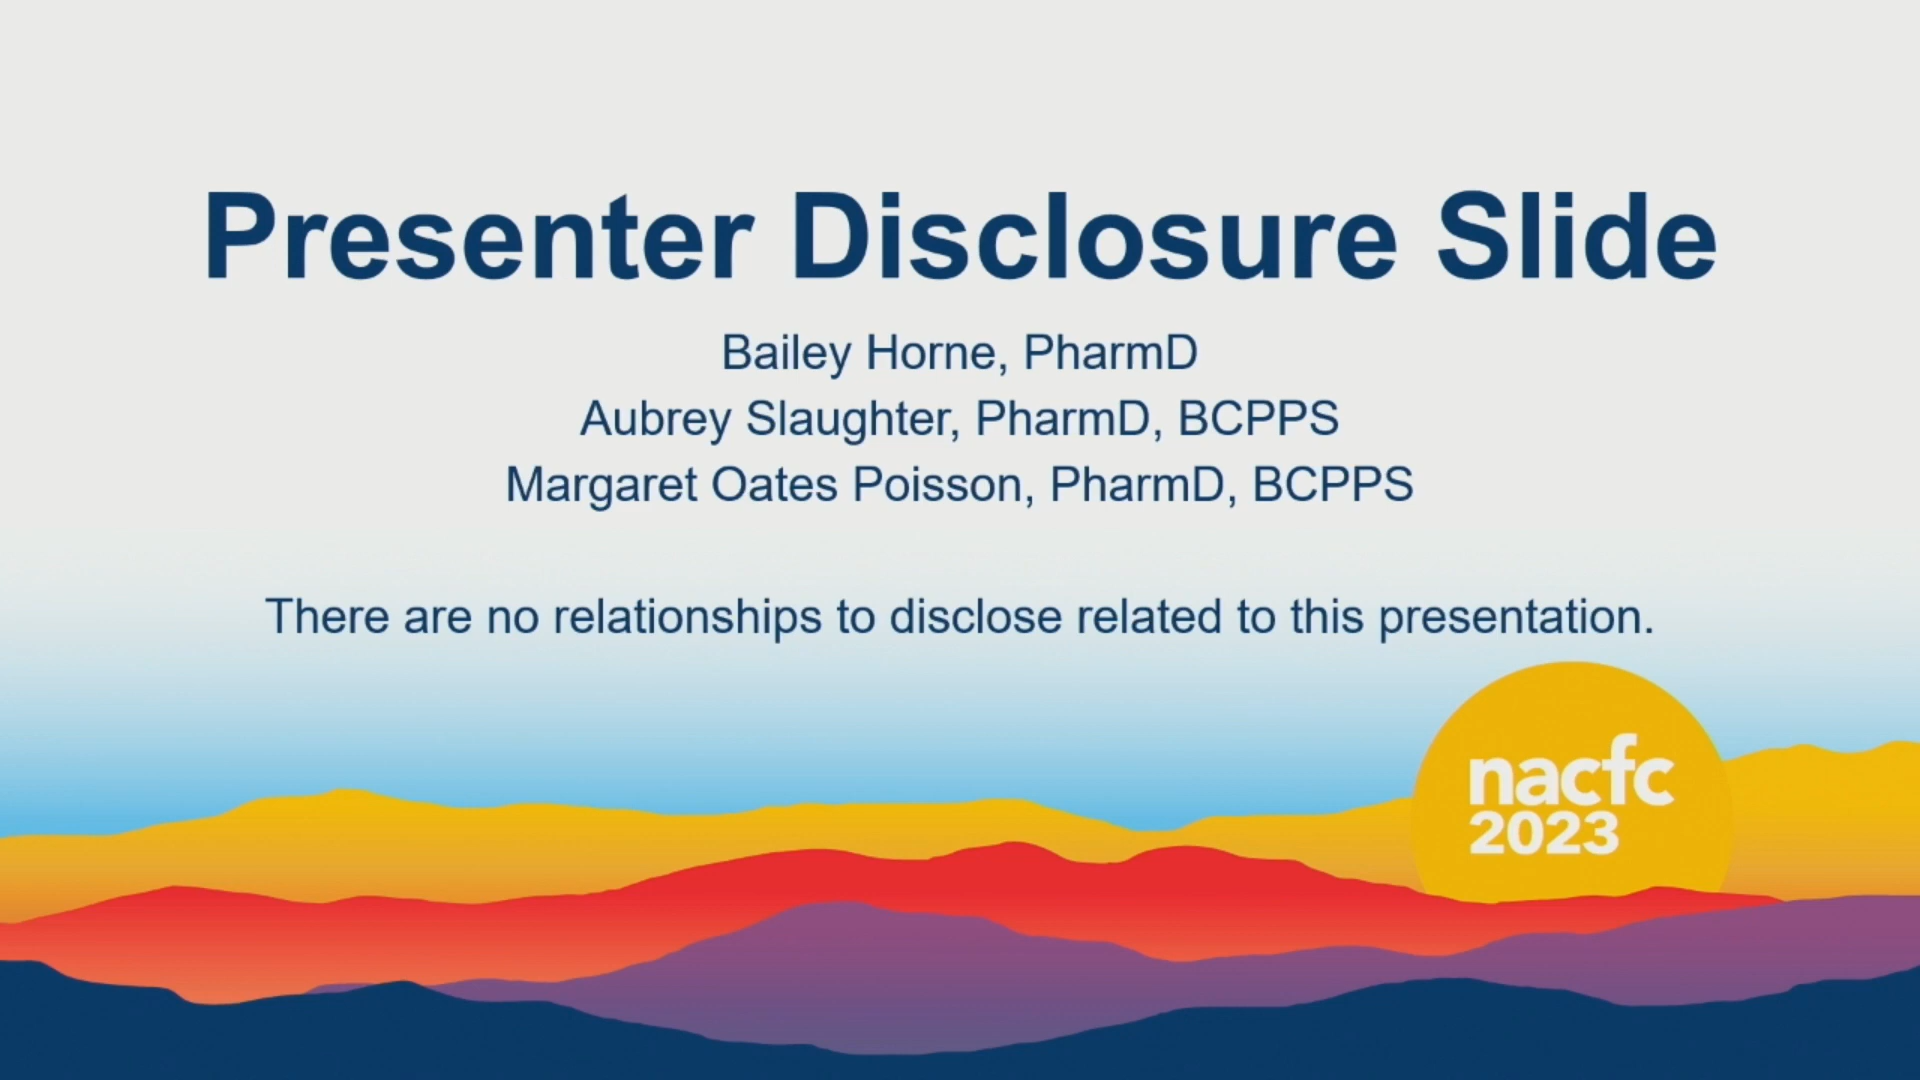 Presenter Disclosure Slide
Bailey Horne, PharmD
Aubrey Slaughter, PharmD, BCPPS
Margaret Oates Poisson, PharmD, BCPPS
There are no relationships to disclose related to this presentation.
nacfc
2023